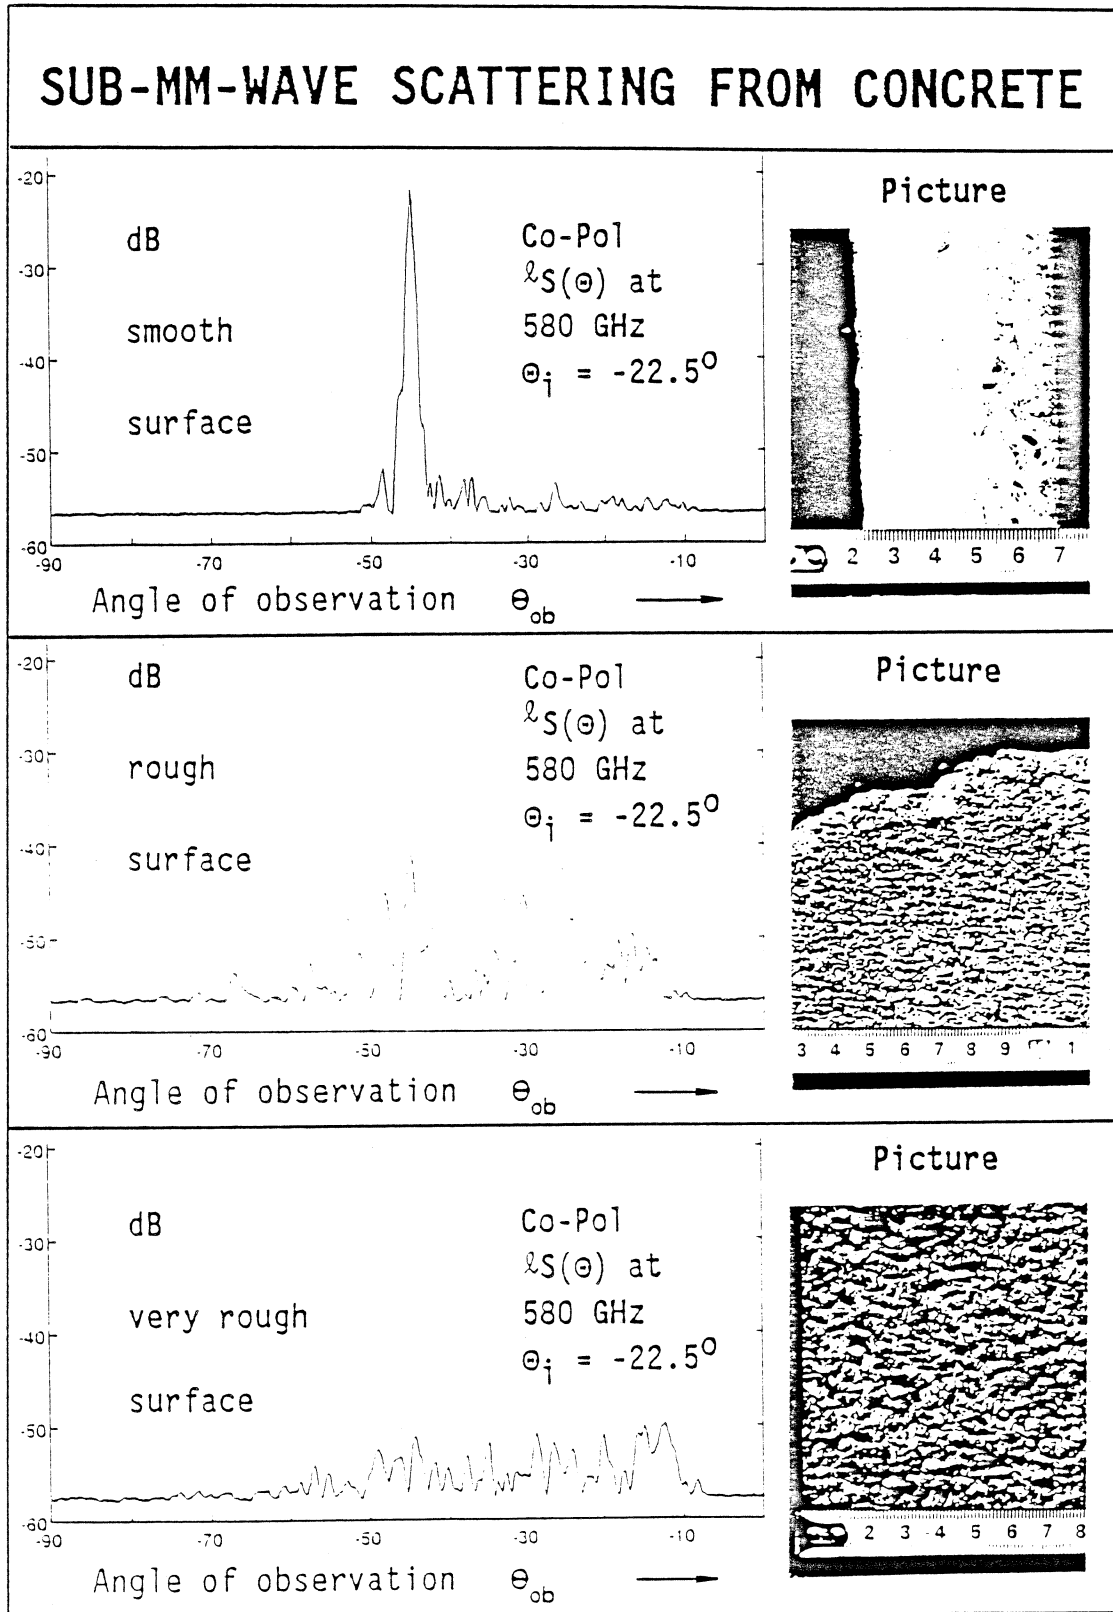 SUB-MM-WAVE SCATTERING FROM CONCRETE
-20
-30
-40
-50
-60
dB
smooth
surface
Co-Pol
ℓS(Θ) at
580 GHz
Θi = -22.5º
-90 -70 -50 -30 -10
Angle of observation Θob
Picture
2 3 4 5 6 7
-20
-30
-40
-50
-60
dB
rough
surface
Co-Pol
ℓS(Θ) at
580 GHz
Θi = -22.5º
-90 -70 -50 -30 -10
Angle of observation Θob
Picture
3 4 5 6 7 8 9 1
-20
-30
-40
-50
-60
dB
very rough
surface
Co-Pol
ℓS(Θ) at
580 GHz
Θi = -22.5º
-90 -70 -50 -30 -10
Angle of observation Θob
Picture
2 3 4 5 6 7 8